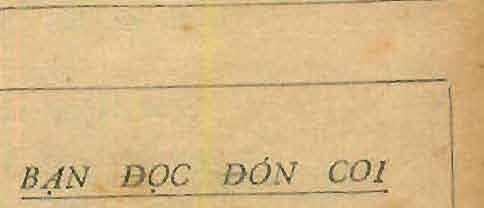 BẠN ĐỌC ĐÓN COI